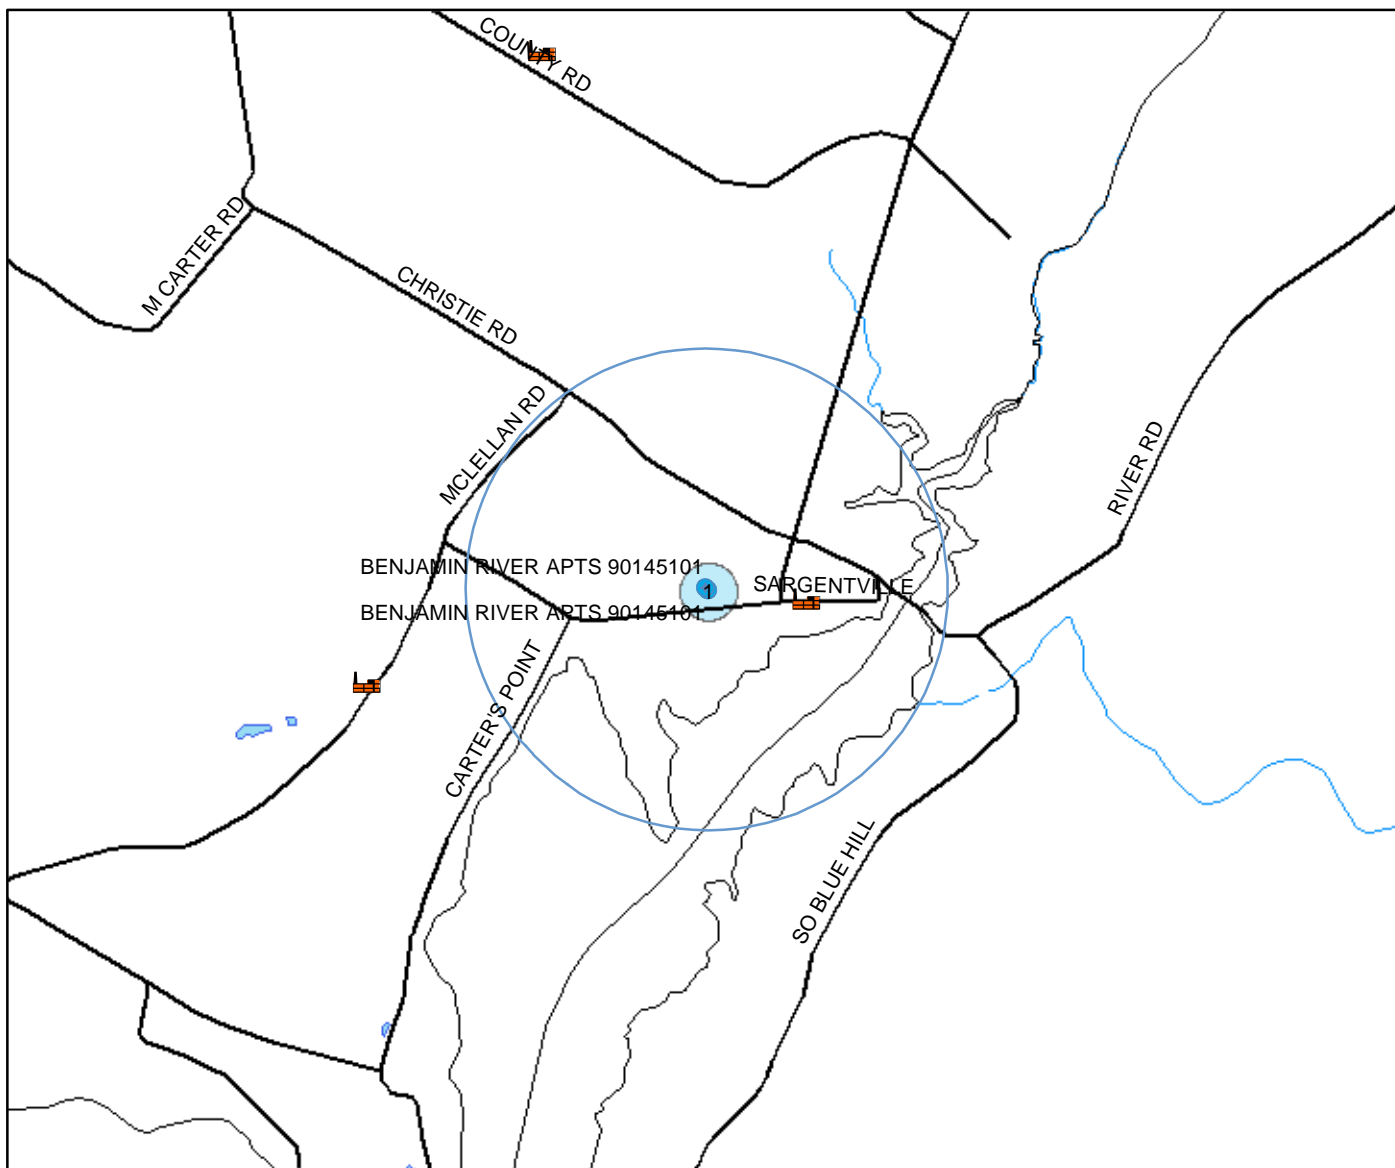 COUNTY RD
M CARTER RD
CHRISTIE RD
MCLELLAN RD
RIVER RD
BENJAMIN RIVER APTS 90145101
1
SARGENTVILLE
BENJAMIN RIVER APTS 90145101
CARTER'S POINT
SO BLUE HILL